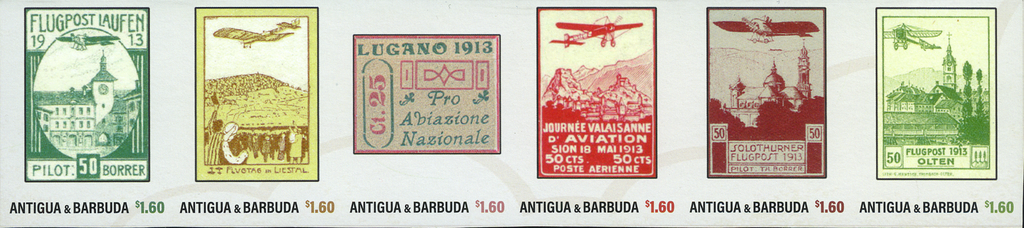 FLUGPOST LAUFEN
19 13
PILOT: 50 BORRER
ANTIGUA & BARBUDA $1.60
FLUGTAG IN LIESTAL
ANTIGUA & BARBUDA $1.60
LUGANO 1913
Ct. 25
Pro
Aviazione
Nazionale
ANTIGUA & BARBUDA $1.60
JOURNÉE VALAISANNE
D'AVIATION
SION 18 MAI 1913
50 CTS. 50 CTS
POSTE AERIENNE
ANTIGUA & BARBUDA $1.60
50 50
SOLOTHURNER
FLUGPOST 1913
PILOT TH. BORRER
ANTIGUA & BARBUDA $1.60
FLUGPOST 1913
50 OLTEN
ANTIGUA & BARBUDA $1.60